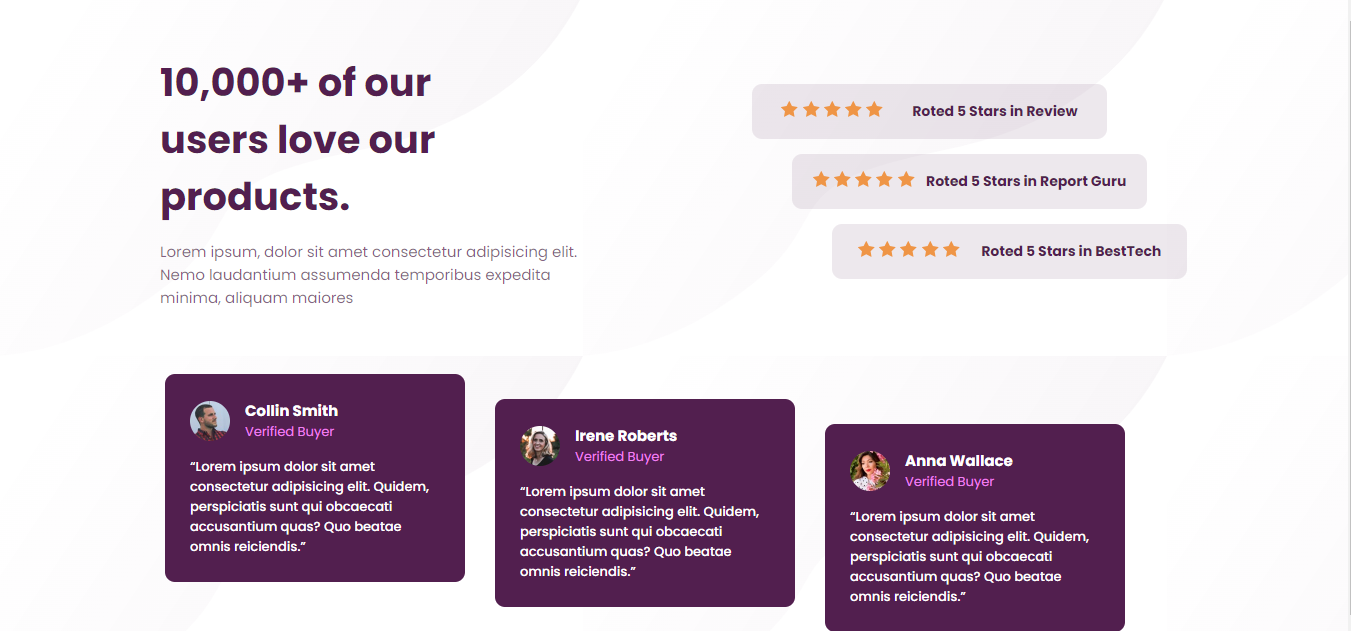 10,000+ of our
users love our
products.
Lorem ipsum, dolor sit amet consectetur adipisicing elit.
Nemo laudantium assumenda temporibus expedita
minima, aliquam maiores
Roted 5 Stars in Review
Roted 5 Stars in Report Guru
Roted 5 Stars in BestTech
Collin Smith
Verified Buyer
“Lorem ipsum dolor sit amet
consectetur adipisicing elit. Quidem,
perspiciatis sunt qui obcaecati
accusantium quas? Quo beatae
omnis reiciendis.”
Irene Roberts
Verified Buyer
“Lorem ipsum dolor sit amet
consectetur adipisicing elit. Quidem,
perspiciatis sunt qui obcaecati
accusantium quas? Quo beatae
omnis reiciendis.”
Anna Wallace
Verified Buyer
“Lorem ipsum dolor sit amet
consectetur adipisicing elit. Quidem,
perspiciatis sunt qui obcaecati
accusantium quas? Quo beatae
omnis reiciendis.”